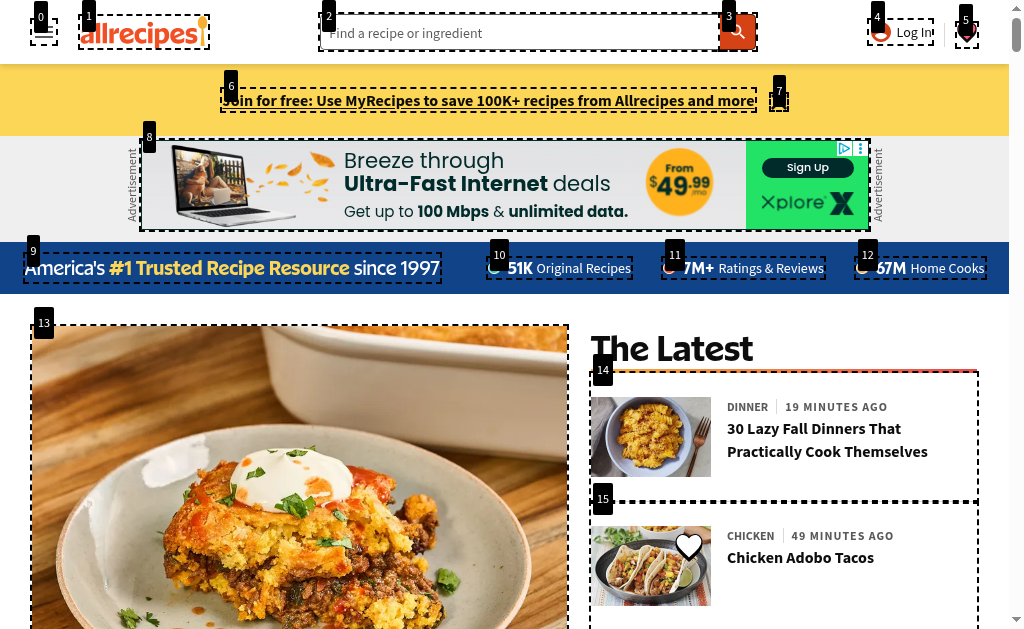 0
1
2
3
4
5
allrecipes
Find a recipe or ingredient
Log In
6
7
Join for free: Use MyRecipes to save 100K+ recipes from Allrecipes and more
8
Advertisement
Breeze through
Ultra-Fast Internet deals
Get up to 100 Mbps & unlimited data.
From
$49.99
/mo
Sign Up
Xplore X
Advertisement
9
10
11
12
America's #1 Trusted Recipe Resource since 1997
51K Original Recipes
7M+ Ratings & Reviews
67M Home Cooks
13
The Latest
14
DINNER
19 MINUTES AGO
30 Lazy Fall Dinners That
Practically Cook Themselves
15
CHICKEN
49 MINUTES AGO
Chicken Adobo Tacos